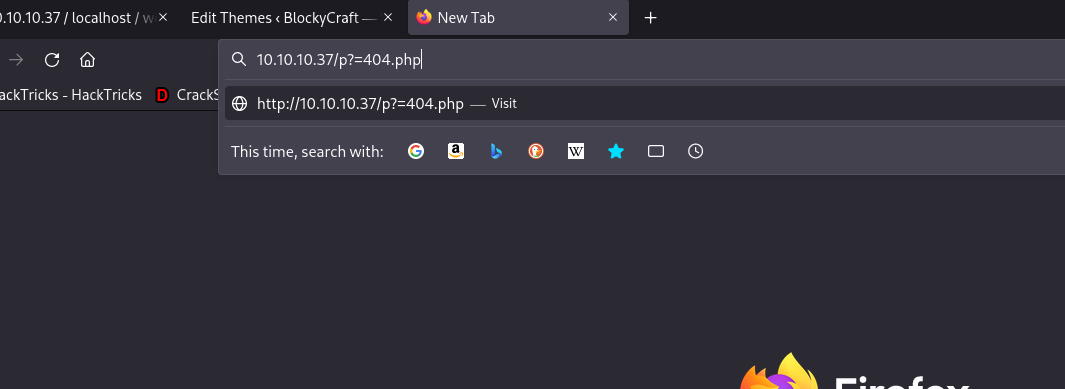 0.10.10.37 / localhost / w Edit Themes ‹ BlockyCraft — New Tab
10.10.10.37/p?=404.php
ackTricks - HackTricks CrackS
http://10.10.10.37/p?=404.php — Visit
This time, search with:
Firefox